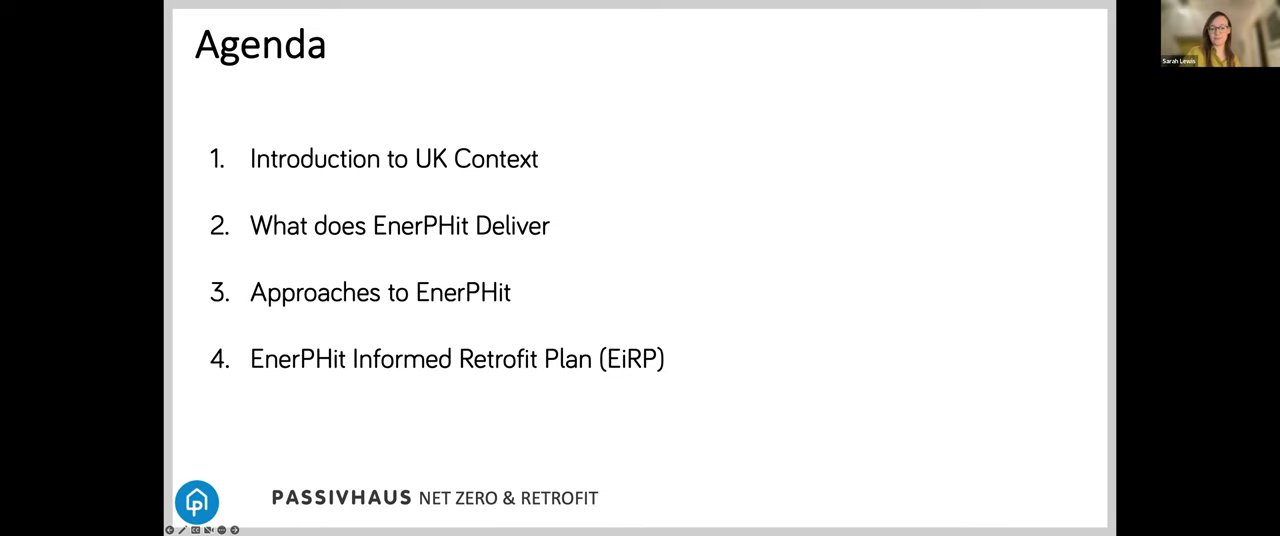 Agenda
Sarah Lewis
1. Introduction to UK Context
2. What does EnerPHit Deliver
3. Approaches to EnerPHit
4. EnerPHit Informed Retrofit Plan (EiRP)
PASSIVHAUS NET ZERO & RETROFIT